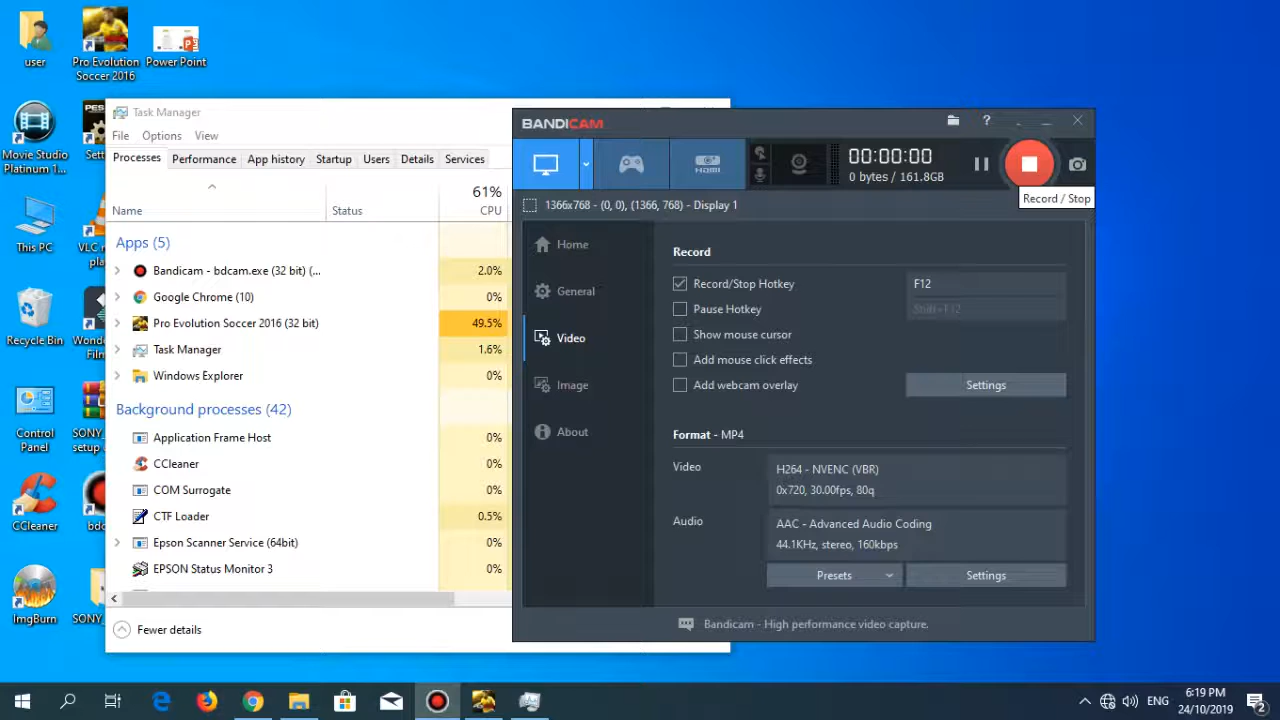 user
Pro Evolution
Soccer 2016
Power Point
Movie Studio
Platinum 1...
This PC
Recycle Bin
Control
Panel
CCleaner
ImgBurn
PES
Task Manager
File Options View
Processes Performance App history Startup Users Details Services
61%
Name Status CPU
Apps (5)
Bandicam - bdcam.exe (32 bit) (... 2.0%
Google Chrome (10) 0%
Pro Evolution Soccer 2016 (32 bit) 49.5%
Task Manager 1.6%
Windows Explorer 0%
Background processes (42)
Application Frame Host 0%
CCleaner 0%
COM Surrogate 0%
CTF Loader 0.5%
Epson Scanner Service (64bit) 0%
EPSON Status Monitor 3 0%
Fewer details
BANDICAM
?
HDMI
00:00:00
0 bytes / 161.8GB
Record / Stop
1366x768 - (0, 0), (1366, 768) - Display 1
Home
General
Video
Image
About
Record
Record/Stop Hotkey F12
Pause Hotkey Shift+F12
Show mouse cursor
Add mouse click effects
Add webcam overlay Settings
Format - MP4
Video
H264 - NVENC (VBR)
0x720, 30.00fps, 80q
Audio
AAC - Advanced Audio Coding
44.1KHz, stereo, 160kbps
Presets Settings
Bandicam - High performance video capture.
ENG
6:19 PM
24/10/2019
2